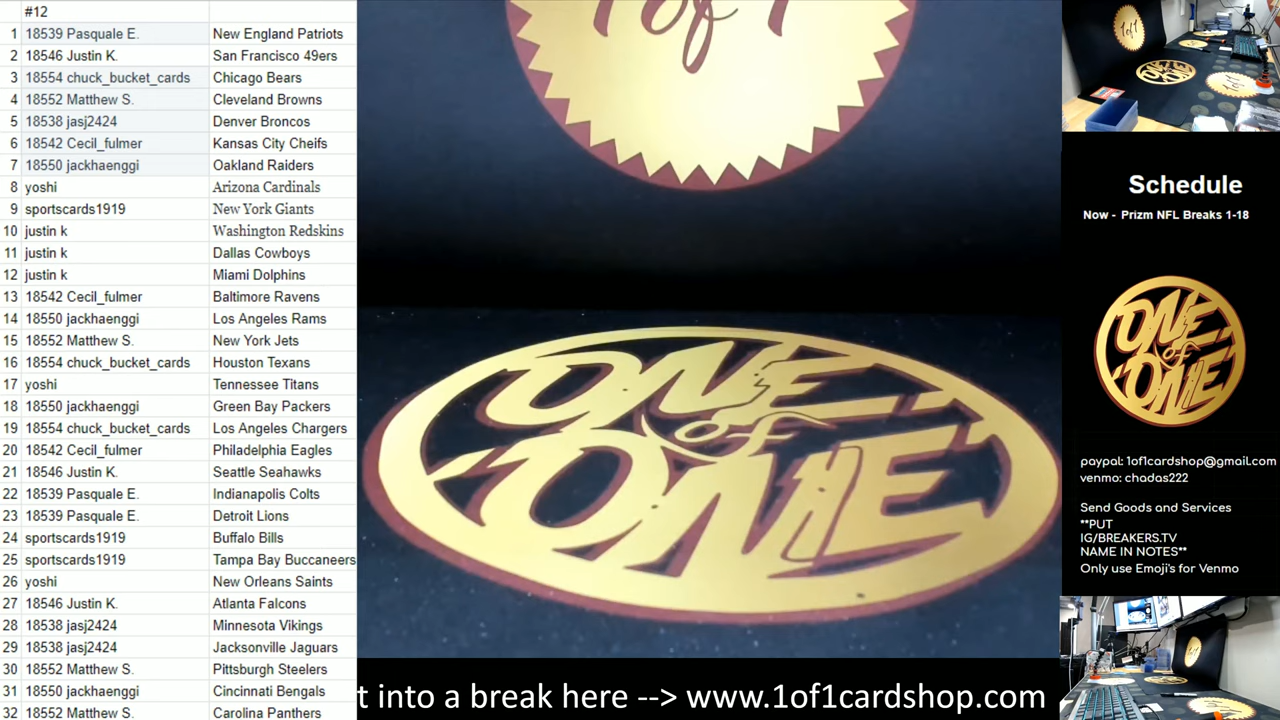 #12
1 18539 Pasquale E. New England Patriots
2 18546 Justin K. San Francisco 49ers
3 18554 chuck_bucket_cards Chicago Bears
4 18552 Matthew S. Cleveland Browns
5 18538 jasj2424 Denver Broncos
6 18542 Cecil_fulmer Kansas City Cheifs
7 18550 jackhaenggi Oakland Raiders
8 yoshi Arizona Cardinals
9 sportscards1919 New York Giants
10 justin k Washington Redskins
11 justin k Dallas Cowboys
12 justin k Miami Dolphins
13 18542 Cecil_fulmer Baltimore Ravens
14 18550 jackhaenggi Los Angeles Rams
15 18552 Matthew S. New York Jets
16 18554 chuck_bucket_cards Houston Texans
17 yoshi Tennessee Titans
18 18550 jackhaenggi Green Bay Packers
19 18554 chuck_bucket_cards Los Angeles Chargers
20 18542 Cecil_fulmer Philadelphia Eagles
21 18546 Justin K. Seattle Seahawks
22 18539 Pasquale E. Indianapolis Colts
23 18539 Pasquale E. Detroit Lions
24 sportscards1919 Buffalo Bills
25 sportscards1919 Tampa Bay Buccaneers
26 yoshi New Orleans Saints
27 18546 Justin K. Atlanta Falcons
28 18538 jasj2424 Minnesota Vikings
29 18538 jasj2424 Jacksonville Jaguars
30 18552 Matthew S. Pittsburgh Steelers
31 18550 jackhaenggi Cincinnati Bengals
32 18552 Matthew S. Carolina Panthers
1of1
ONE
of
ONE
t into a break here --> www.1of1cardshop.com
1of1
ONE
of
ONE
Schedule
Now - Prizm NFL Breaks 1-18
ONE
of
ONE
paypal: 1of1cardshop@gmail.com
venmo: chadas222
Send Goods and Services
**PUT
IG/BREAKERS.TV
NAME IN NOTES**
Only use Emoji's for Venmo